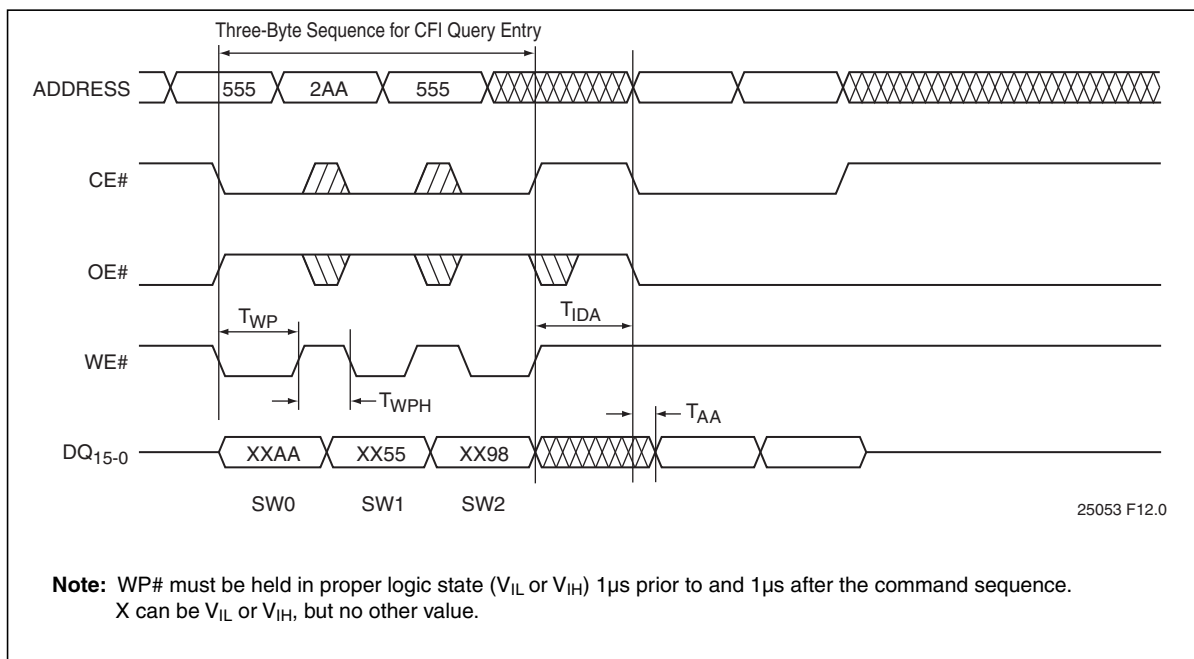 Three-Byte Sequence for CFI Query Entry
ADDRESS 555 2AA 555
CE#
OE#
TWP TIDA
WE#
TWPH TAA
DQ15-0 XXAA XX55 XX98
SW0 SW1 SW2
25053 F12.0
Note: WP# must be held in proper logic state (VIL or VIH) 1µs prior to and 1µs after the command sequence.
X can be VIL or VIH, but no other value.